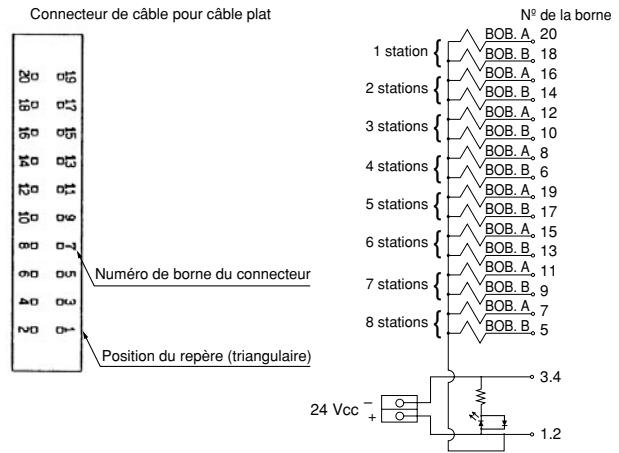 Connecteur de câble pour câble plat
20 19
18 17
16 15
14 13
12 11
10 9
8 7
6 5
4 3
2 1
Numéro de borne du connecteur
Position du repère (triangulaire)
Nº de la borne
1 station { BOB. A 20
BOB. B 18
2 stations { BOB. A 16
BOB. B 14
3 stations { BOB. A 12
BOB. B 10
4 stations { BOB. A 8
BOB. B 6
5 stations { BOB. A 19
BOB. B 17
6 stations { BOB. A 15
BOB. B 13
7 stations { BOB. A 11
BOB. B 9
8 stations { BOB. A 7
BOB. B 5
3.4
24 Vcc − +
1.2